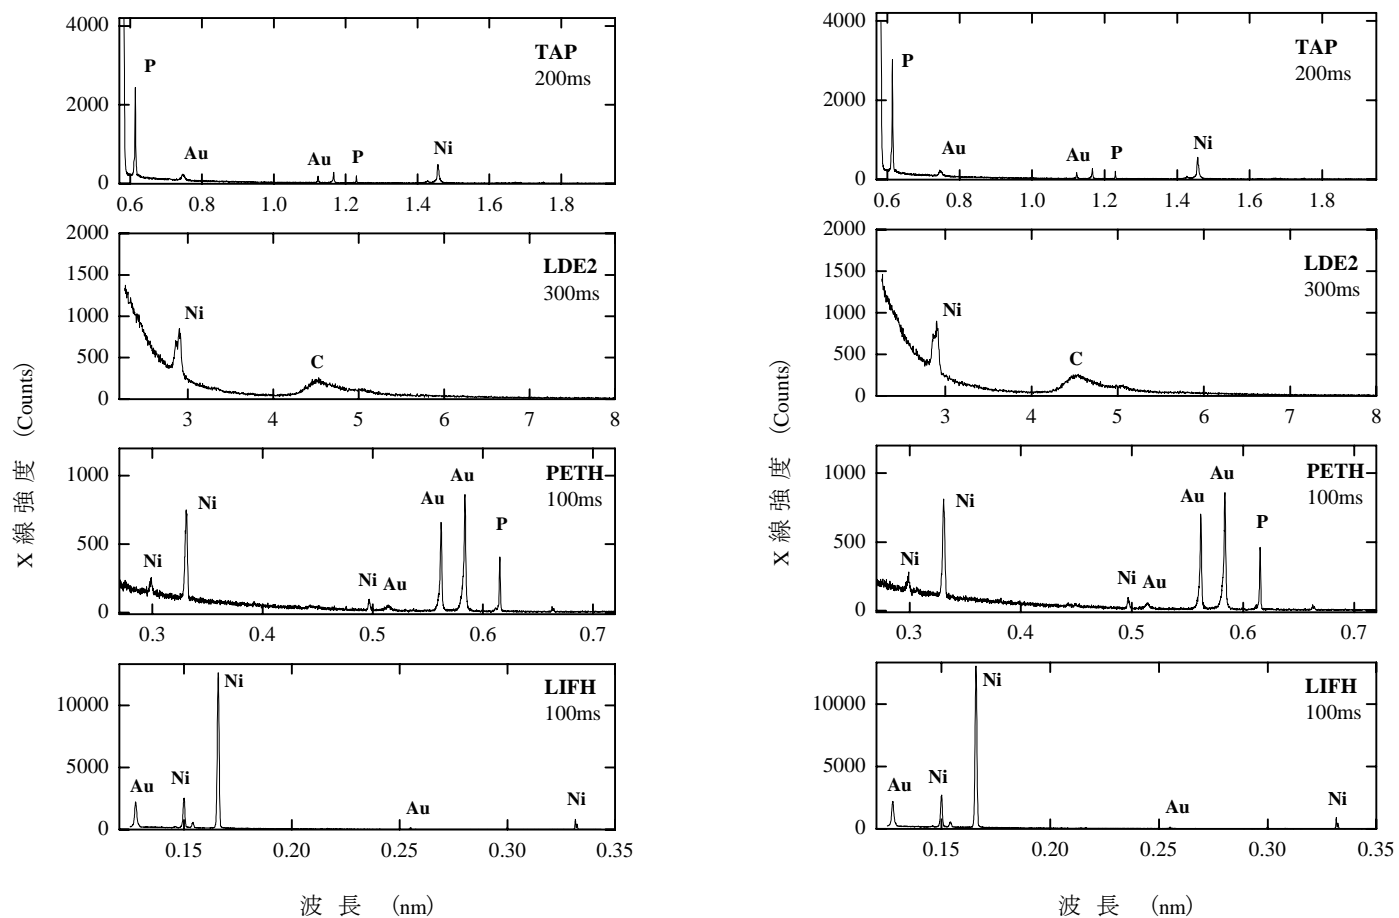 4000
2000
0
P
Au
Au
P
Ni
TAP
200ms
0.6 0.8 1.0 1.2 1.4 1.6 1.8
2000
1500
1000
500
0
Ni
C
LDE2
300ms
3 4 5 6 7 8
1000
500
0
Ni
Ni
Ni
Au
Au
Au
P
PETH
100ms
0.3 0.4 0.5 0.6 0.7
10000
5000
0
Au
Ni
Ni
Au
Ni
LIFH
100ms
0.15 0.20 0.25 0.30 0.35
X 線 強 度 (Counts)
波 長 (nm)
4000
2000
0
P
Au
Au
P
Ni
TAP
200ms
0.6 0.8 1.0 1.2 1.4 1.6 1.8
2000
1500
1000
500
0
Ni
C
LDE2
300ms
3 4 5 6 7 8
1000
500
0
Ni
Ni
Ni
Au
Au
Au
P
PETH
100ms
0.3 0.4 0.5 0.6 0.7
10000
5000
0
Au
Ni
Ni
Au
Ni
LIFH
100ms
0.15 0.20 0.25 0.30 0.35
X 線 強 度 (Counts)
波 長 (nm)